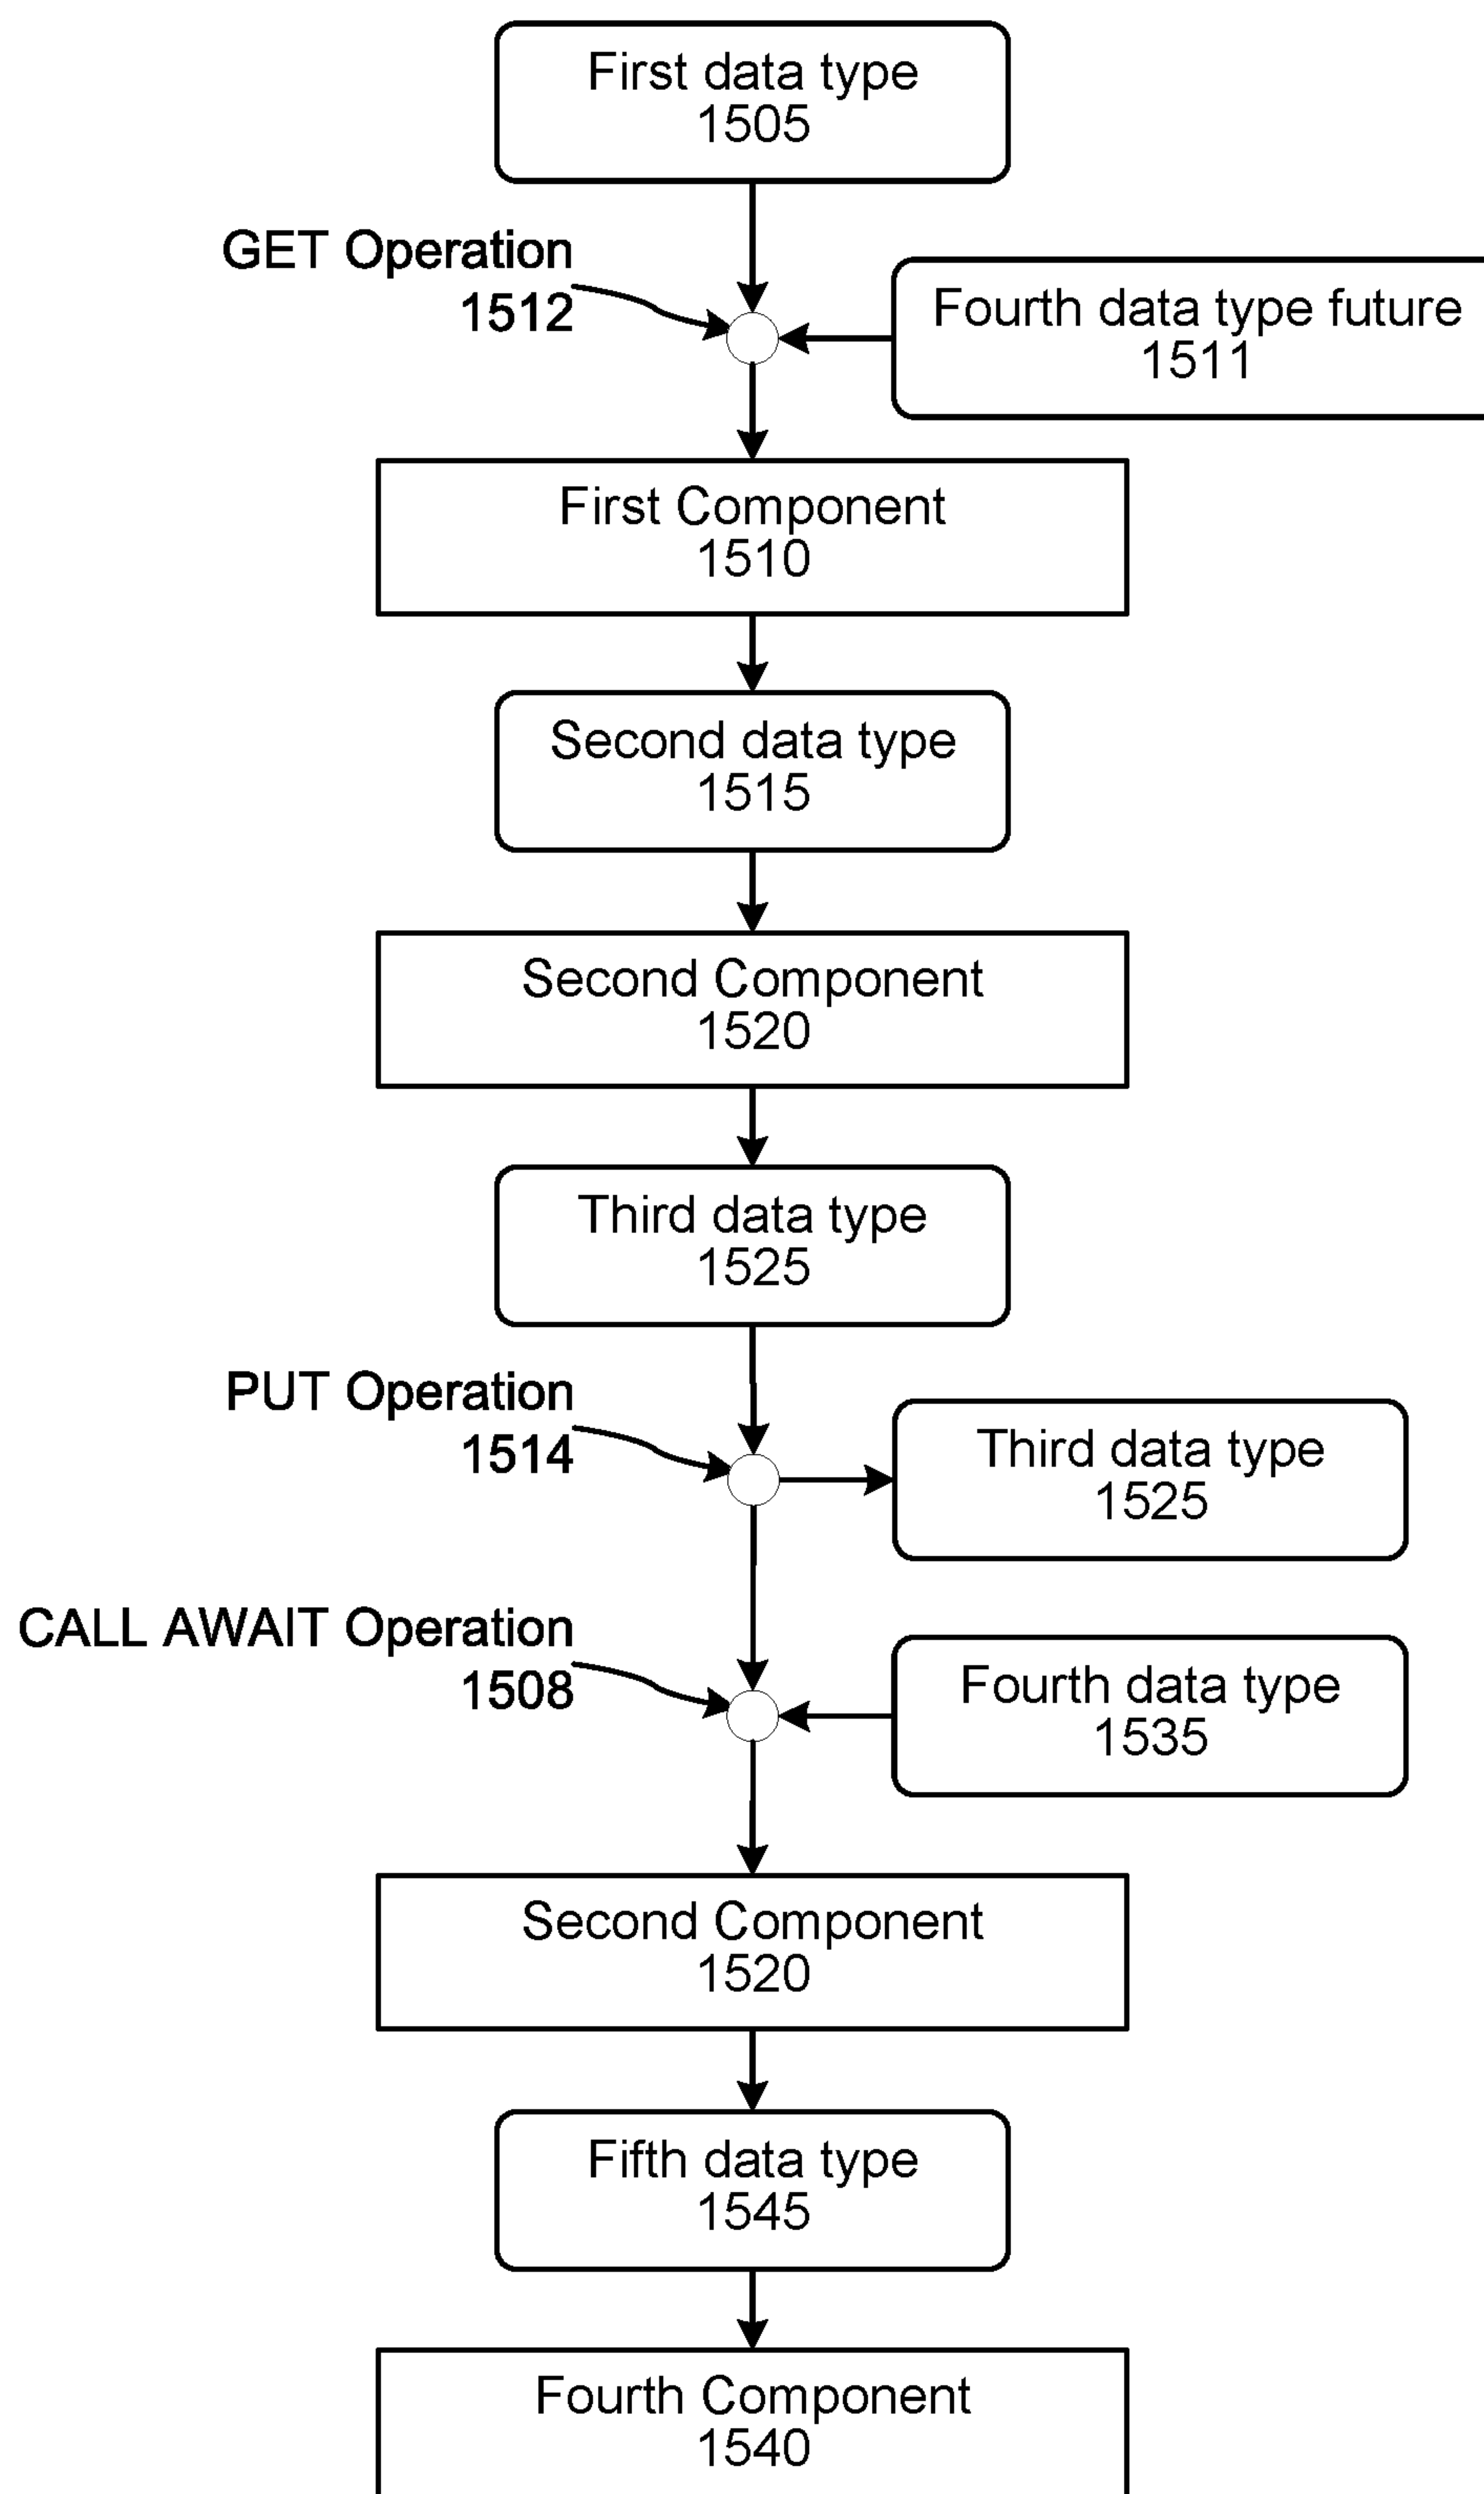 First data type
1505
GET Operation
1512
Fourth data type future
1511
First Component
1510
Second data type
1515
Second Component
1520
Third data type
1525
PUT Operation
1514
Third data type
1525
CALL AWAIT Operation
1508
Fourth data type
1535
Second Component
1520
Fifth data type
1545
Fourth Component
1540